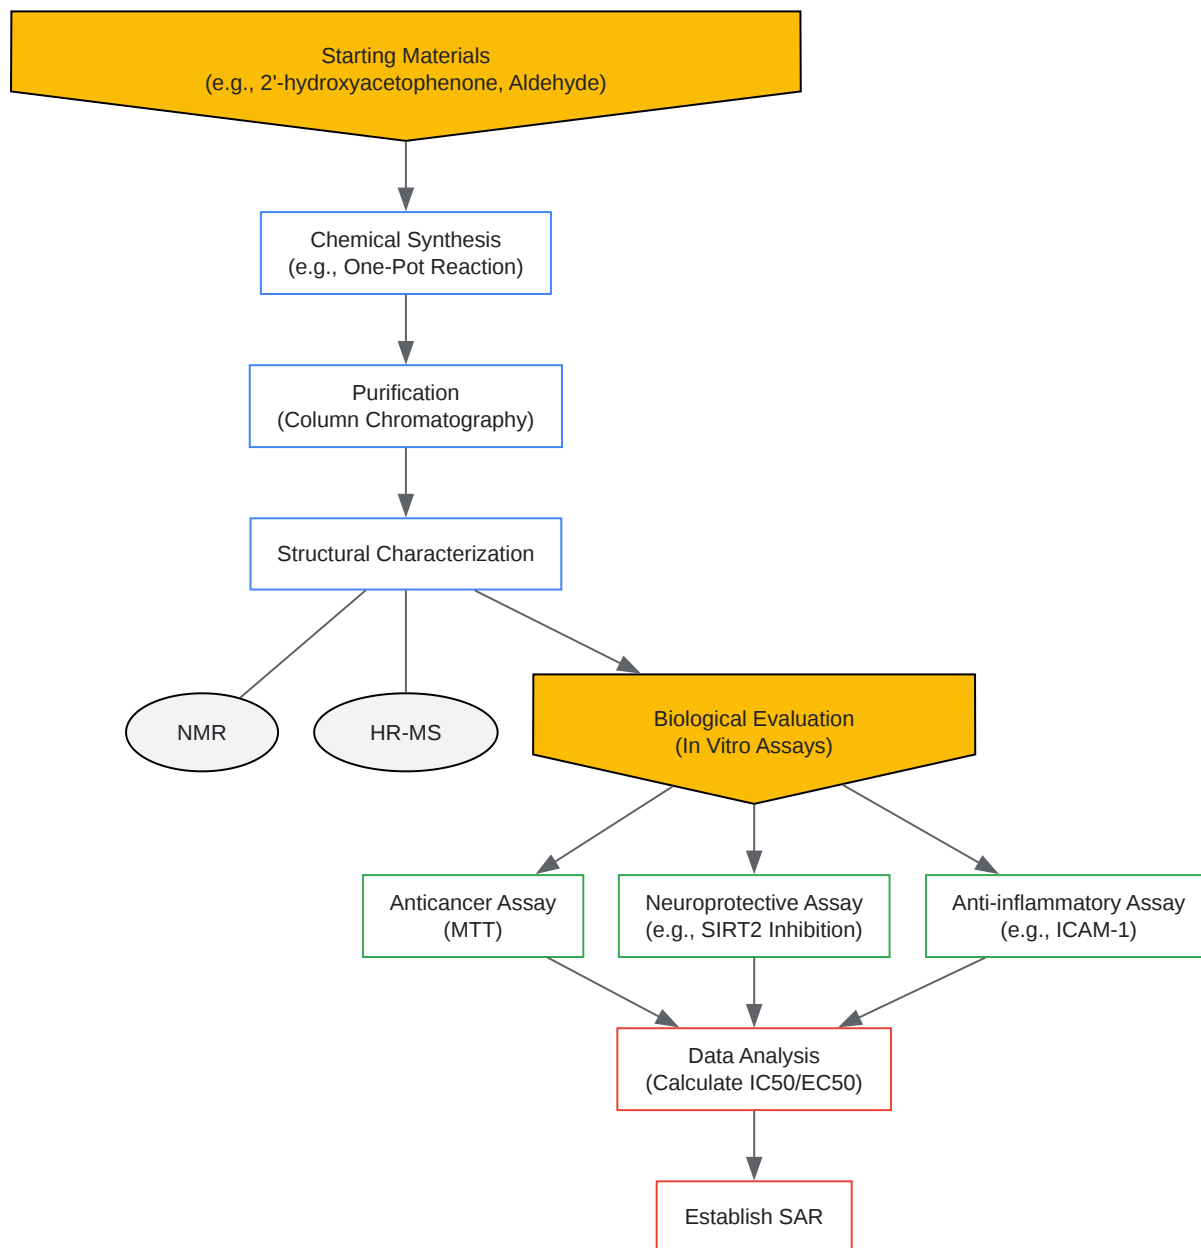 Starting Materials
(e.g., 2'-hydroxyacetophenone, Aldehyde)
Chemical Synthesis
(e.g., One-Pot Reaction)
Purification
(Column Chromatography)
Structural Characterization
NMR
HR-MS
Biological Evaluation
(In Vitro Assays)
Anticancer Assay
(MTT)
Neuroprotective Assay
(e.g., SIRT2 Inhibition)
Anti-inflammatory Assay
(e.g., ICAM-1)
Data Analysis
(Calculate IC50/EC50)
Establish SAR